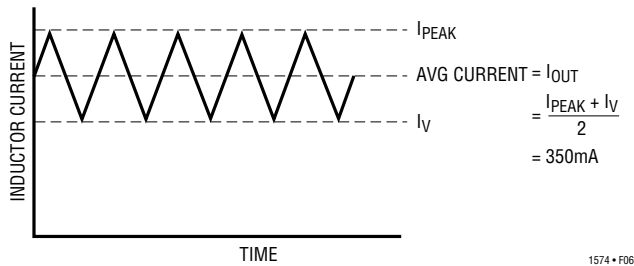 IPEAK
INDUCTOR CURRENT
AVG CURRENT = IOUT
= IPEAK + IV
2
IV
= 350mA
TIME
1574 • F06